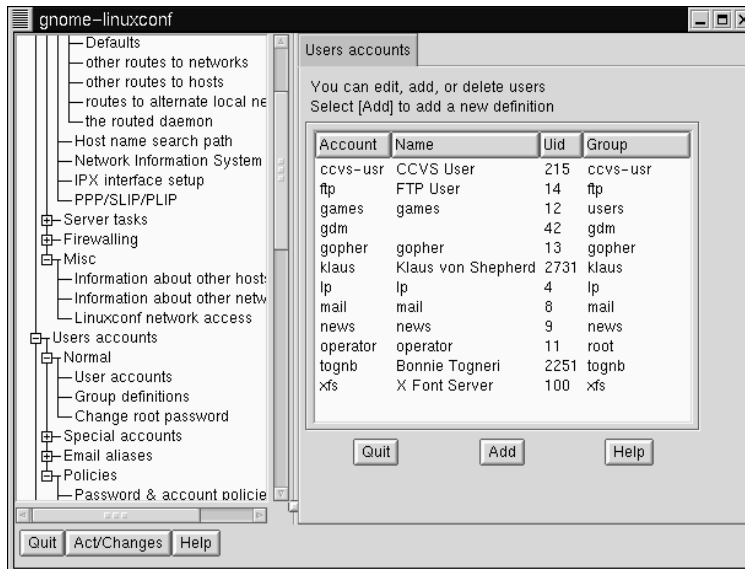 gnome-linuxconf
Defaults
other routes to networks
other routes to hosts
routes to alternate local ne
the routed daemon
Host name search path
Network Information System
IPX interface setup
PPP/SLIP/PLIP
Server tasks
Firewalling
Misc
Information about other hosts
Information about other netw
Linuxconf network access
Users accounts
Normal
User accounts
Group definitions
Change root password
Special accounts
Email aliases
Policies
Password & account policie
Quit Act/Changes Help
Users accounts
You can edit, add, or delete users
Select [Add] to add a new definition
Account Name Uid Group
ccvs-usr CCVS User 215 ccvs-usr
ftp FTP User 14 ftp
games games 12 users
gdm 42 gdm
gopher gopher 13 gopher
klaus Klaus von Shepherd 2731 klaus
lp lp 4 lp
mail mail 8 mail
news news 9 news
operator operator 11 root
tognb Bonnie Togneri 2251 tognb
xfs X Font Server 100 xfs
Quit Add Help